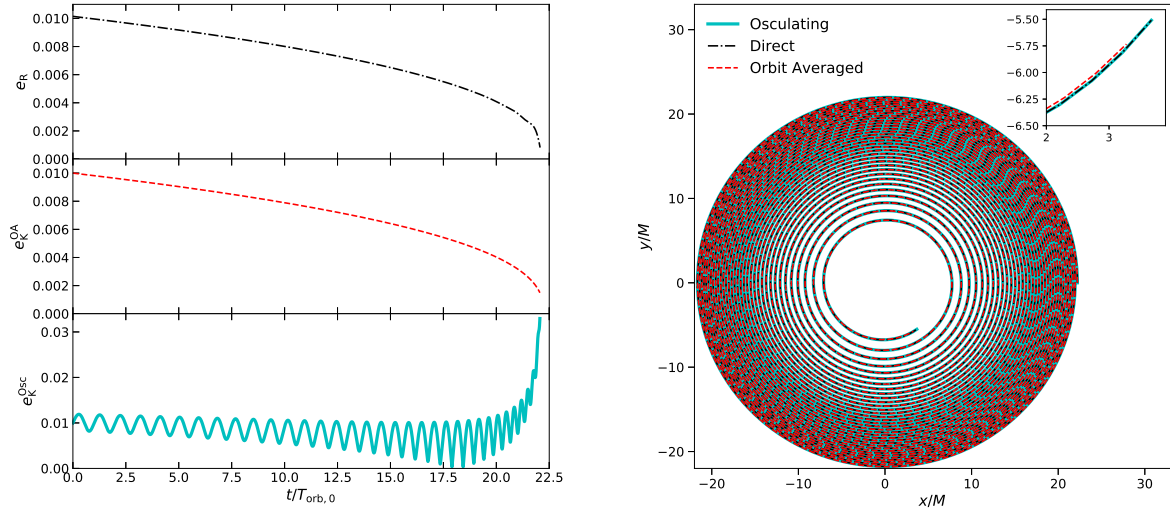 0.010
0.008
0.006
0.004
0.002
0.000
e_R
0.010
0.008
0.006
0.004
0.002
0.000
e_K^OA
0.03
0.02
0.01
0.00
e_K^Osc
0.0 2.5 5.0 7.5 10.0 12.5 15.0 17.5 20.0 22.5
t/T_orb, 0
Osculating
Direct
Orbit Averaged
−5.50
−5.75
−6.00
−6.25
−6.50
2 3
30
20
10
0
−10
−20
y/M
−20 −10 0 10 20 30
x/M